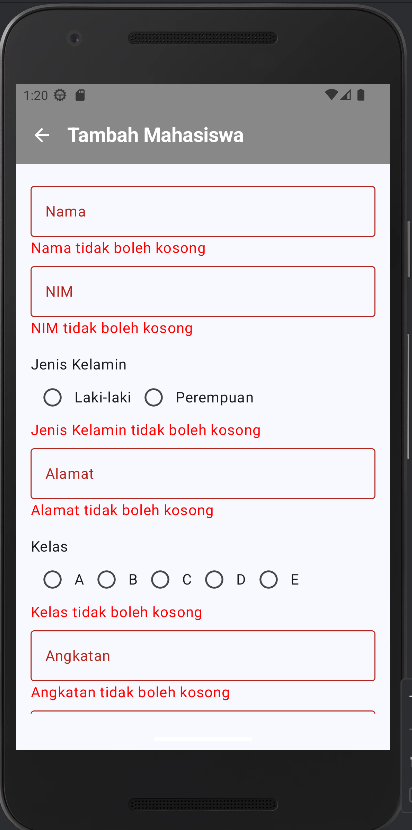 1:20
Tambah Mahasiswa
Nama
Nama tidak boleh kosong
NIM
NIM tidak boleh kosong
Jenis Kelamin
Laki-laki Perempuan
Jenis Kelamin tidak boleh kosong
Alamat
Alamat tidak boleh kosong
Kelas
A B C D E
Kelas tidak boleh kosong
Angkatan
Angkatan tidak boleh kosong